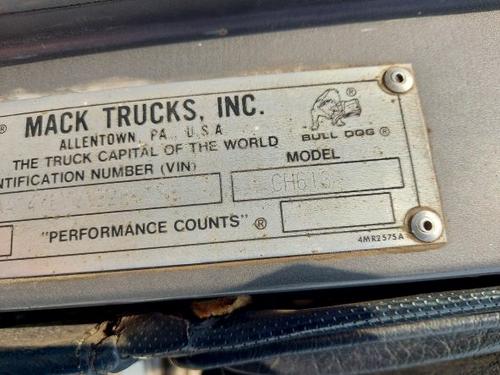 ® MACK TRUCKS, INC. ®
ALLENTOWN, PA. U.S.A.
BULL DOG ®
THE TRUCK CAPITAL OF THE WORLD
NTIFICATION NUMBER (VIN) MODEL
CH613
"PERFORMANCE COUNTS" ®
4MR2575A